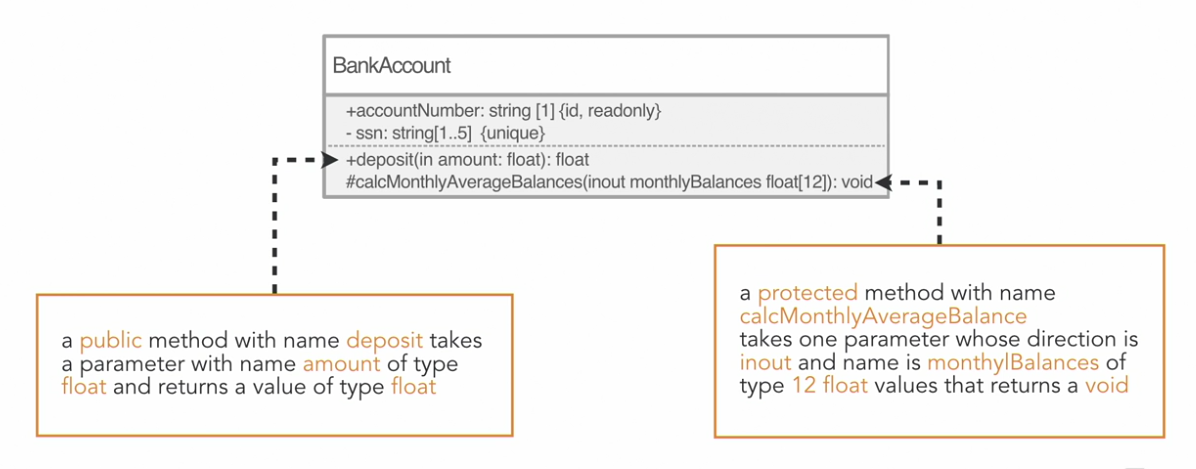 BankAccount
+accountNumber: string [1] {id, readonly}
- ssn: string[1..5] {unique}
+deposit(in amount: float): float
#calcMonthlyAverageBalances(inout monthlyBalances float[12]): void
a public method with name deposit takes
a parameter with name amount of type
float and returns a value of type float
a protected method with name
calcMonthlyAverageBalance
takes one parameter whose direction is
inout and name is monthylBalances of
type 12 float values that returns a void